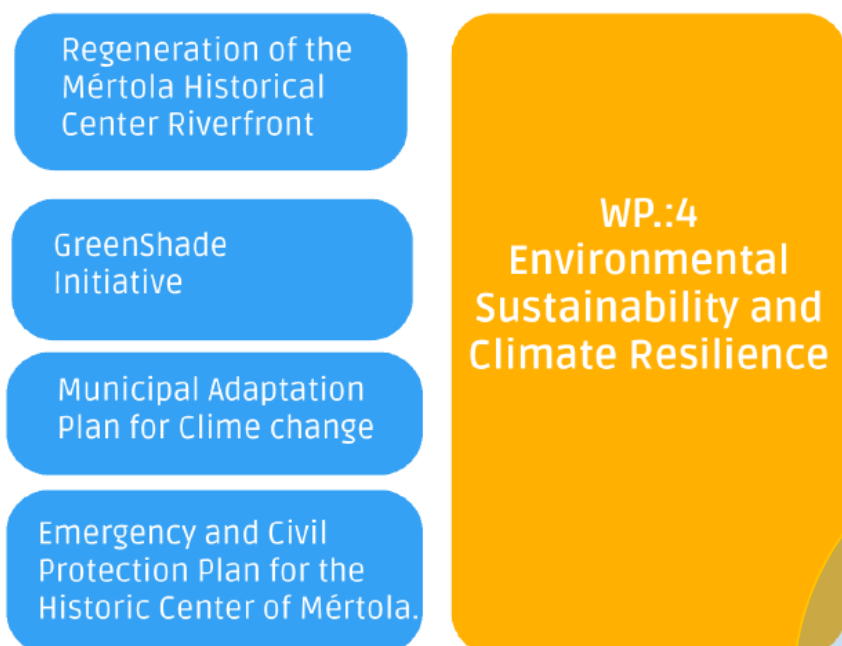 Regeneration of the
Mértola Historical
Center Riverfront
GreenShade
Initiative
Municipal Adaptation
Plan for Clime change
Emergency and Civil
Protection Plan for the
Historic Center of Mértola.
WP.:4
Environmental
Sustainability and
Climate Resilience